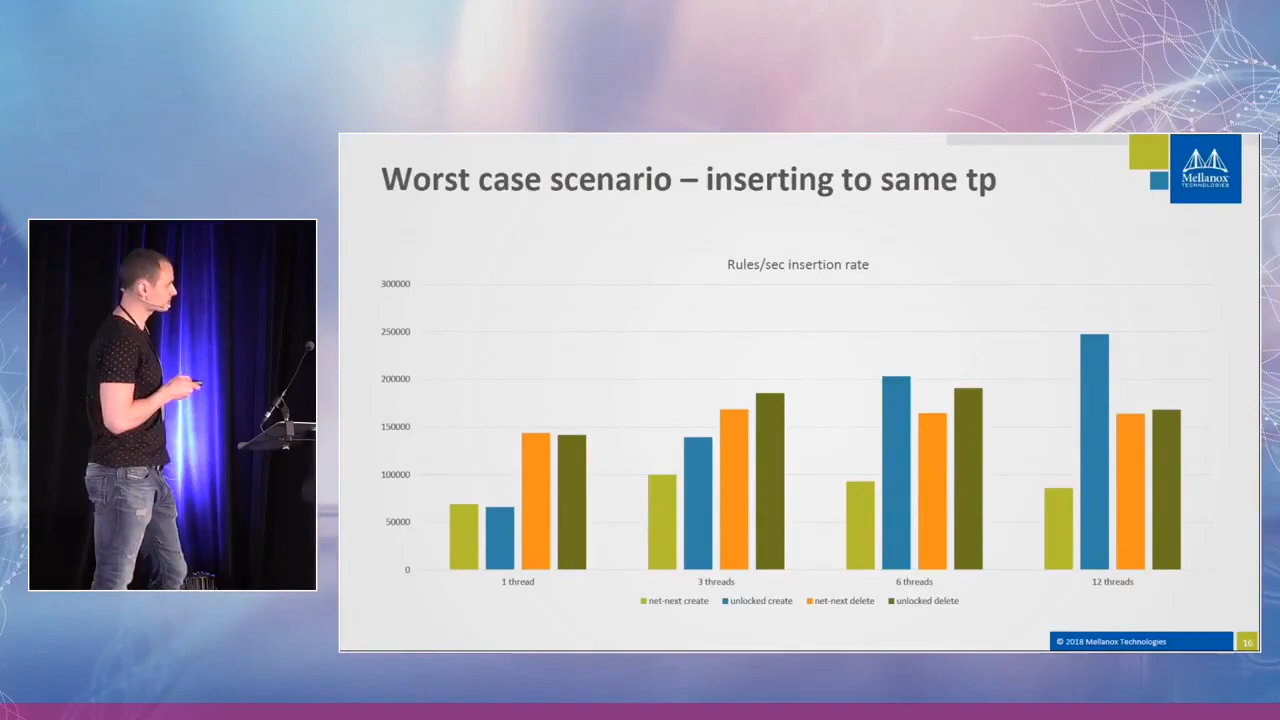 Worst case scenario – inserting to same tp
Mellanox
TECHNOLOGIES
Rules/sec insertion rate
300000
250000
200000
150000
100000
50000
0
1 thread
3 threads
6 threads
12 threads
net-next create
unlocked create
net-next delete
unlocked delete
© 2018 Mellanox Technologies
16